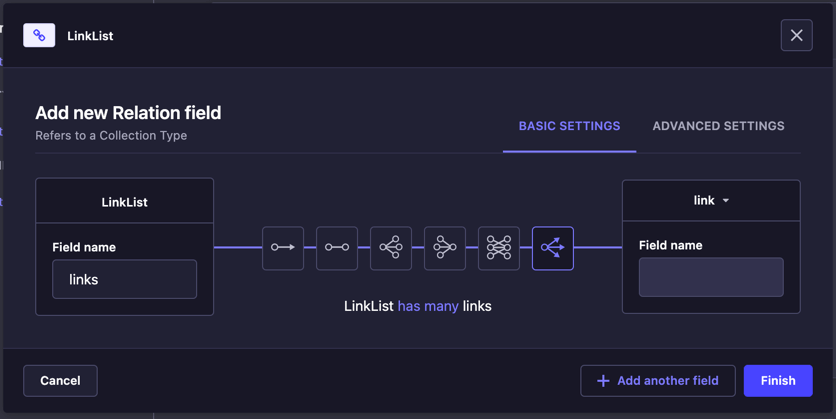 LinkList
Add new Relation field
Refers to a Collection Type
BASIC SETTINGS
ADVANCED SETTINGS
LinkList
Field name
links
link
Field name
LinkList has many links
Cancel
Add another field
Finish